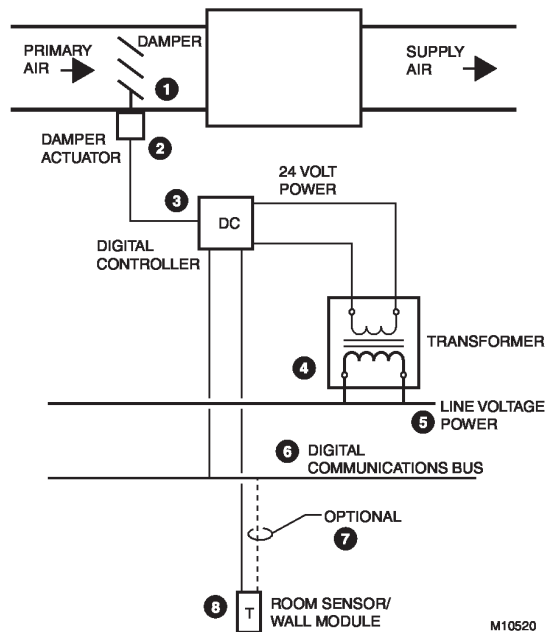 PRIMARY
AIR
DAMPER
SUPPLY
AIR
1
DAMPER
ACTUATOR
2
24 VOLT
POWER
3
DC
DIGITAL
CONTROLLER
TRANSFORMER
4
LINE VOLTAGE
POWER
5
6
DIGITAL
COMMUNICATIONS BUS
OPTIONAL
7
8
T
ROOM SENSOR/
WALL MODULE
M10520